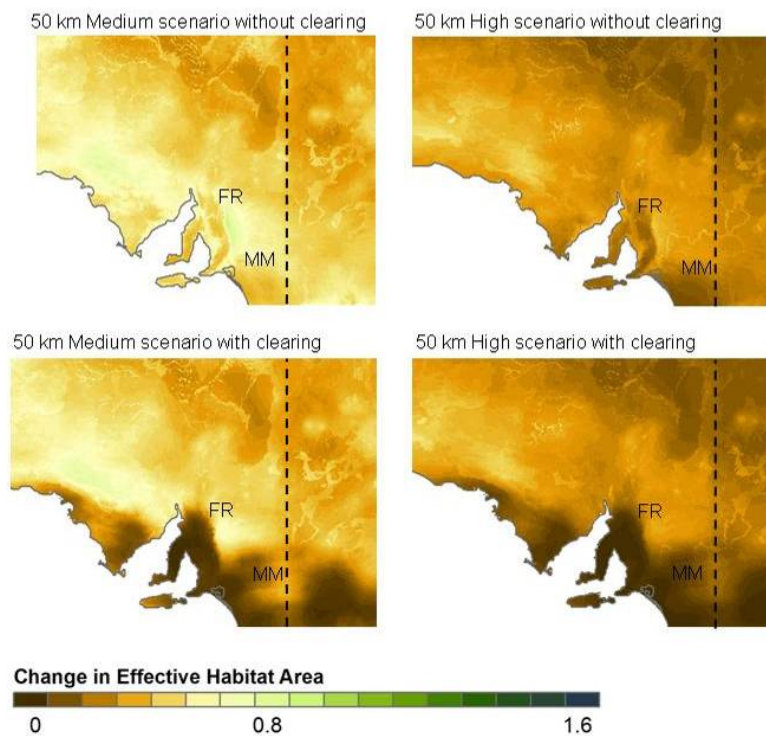 50 km Medium scenario without clearing
50 km High scenario without clearing
FR
MM
FR
MM
50 km Medium scenario with clearing
50 km High scenario with clearing
FR
MM
FR
MM
Change in Effective Habitat Area
0 0.8 1.6